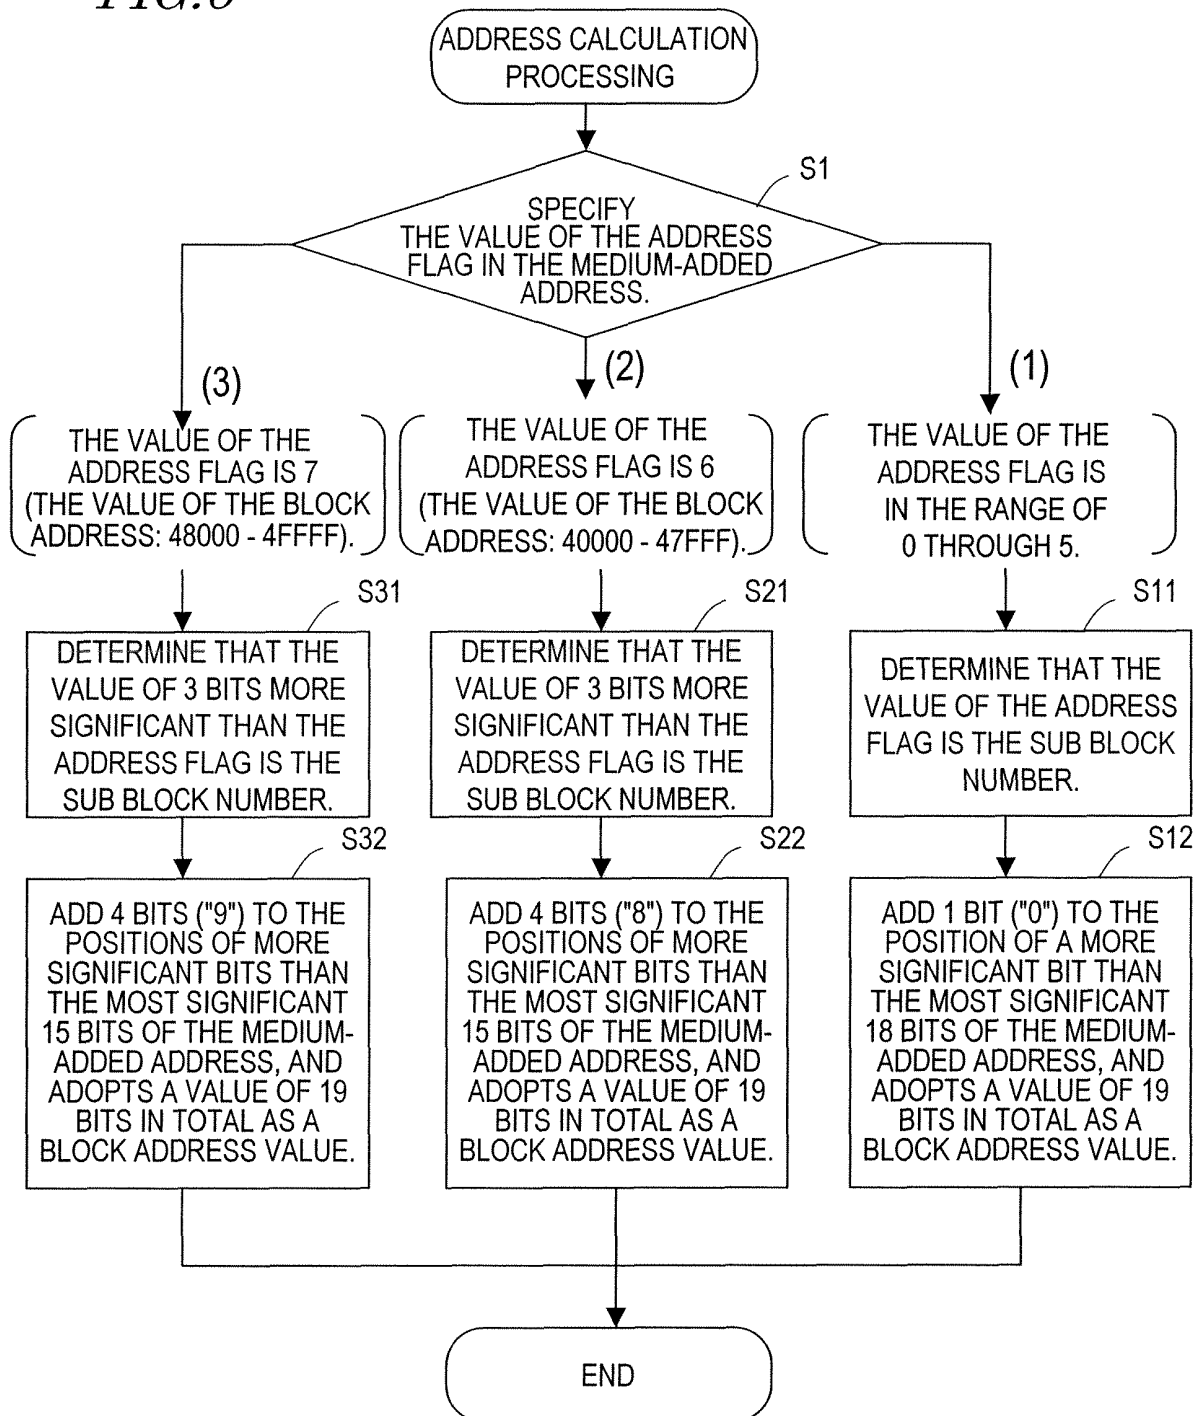 ADDRESS CALCULATION
PROCESSING
S1
SPECIFY
THE VALUE OF THE ADDRESS
FLAG IN THE MEDIUM-ADDED
ADDRESS.
(3)
THE VALUE OF THE
ADDRESS FLAG IS 7
(THE VALUE OF THE BLOCK
ADDRESS: 48000 - 4FFFF).
(2)
THE VALUE OF THE
ADDRESS FLAG IS 6
(THE VALUE OF THE BLOCK
ADDRESS: 40000 - 47FFF).
(1)
THE VALUE OF THE
ADDRESS FLAG IS
IN THE RANGE OF
0 THROUGH 5.
S31
DETERMINE THAT THE
VALUE OF 3 BITS MORE
SIGNIFICANT THAN THE
ADDRESS FLAG IS THE
SUB BLOCK NUMBER.
S21
DETERMINE THAT THE
VALUE OF 3 BITS MORE
SIGNIFICANT THAN THE
ADDRESS FLAG IS THE
SUB BLOCK NUMBER.
S11
DETERMINE THAT THE
VALUE OF THE ADDRESS
FLAG IS THE SUB BLOCK
NUMBER.
S32
ADD 4 BITS ("9") TO THE
POSITIONS OF MORE
SIGNIFICANT BITS THAN
THE MOST SIGNIFICANT
15 BITS OF THE MEDIUM-
ADDED ADDRESS, AND
ADOPTS A VALUE OF 19
BITS IN TOTAL AS A
BLOCK ADDRESS VALUE.
S22
ADD 4 BITS ("8") TO THE
POSITIONS OF MORE
SIGNIFICANT BITS THAN
THE MOST SIGNIFICANT
15 BITS OF THE MEDIUM-
ADDED ADDRESS, AND
ADOPTS A VALUE OF 19
BITS IN TOTAL AS A
BLOCK ADDRESS VALUE.
S12
ADD 1 BIT ("0") TO THE
POSITION OF A MORE
SIGNIFICANT BIT THAN
THE MOST SIGNIFICANT
18 BITS OF THE MEDIUM-
ADDED ADDRESS, AND
ADOPTS A VALUE OF 19
BITS IN TOTAL AS A
BLOCK ADDRESS VALUE.
END